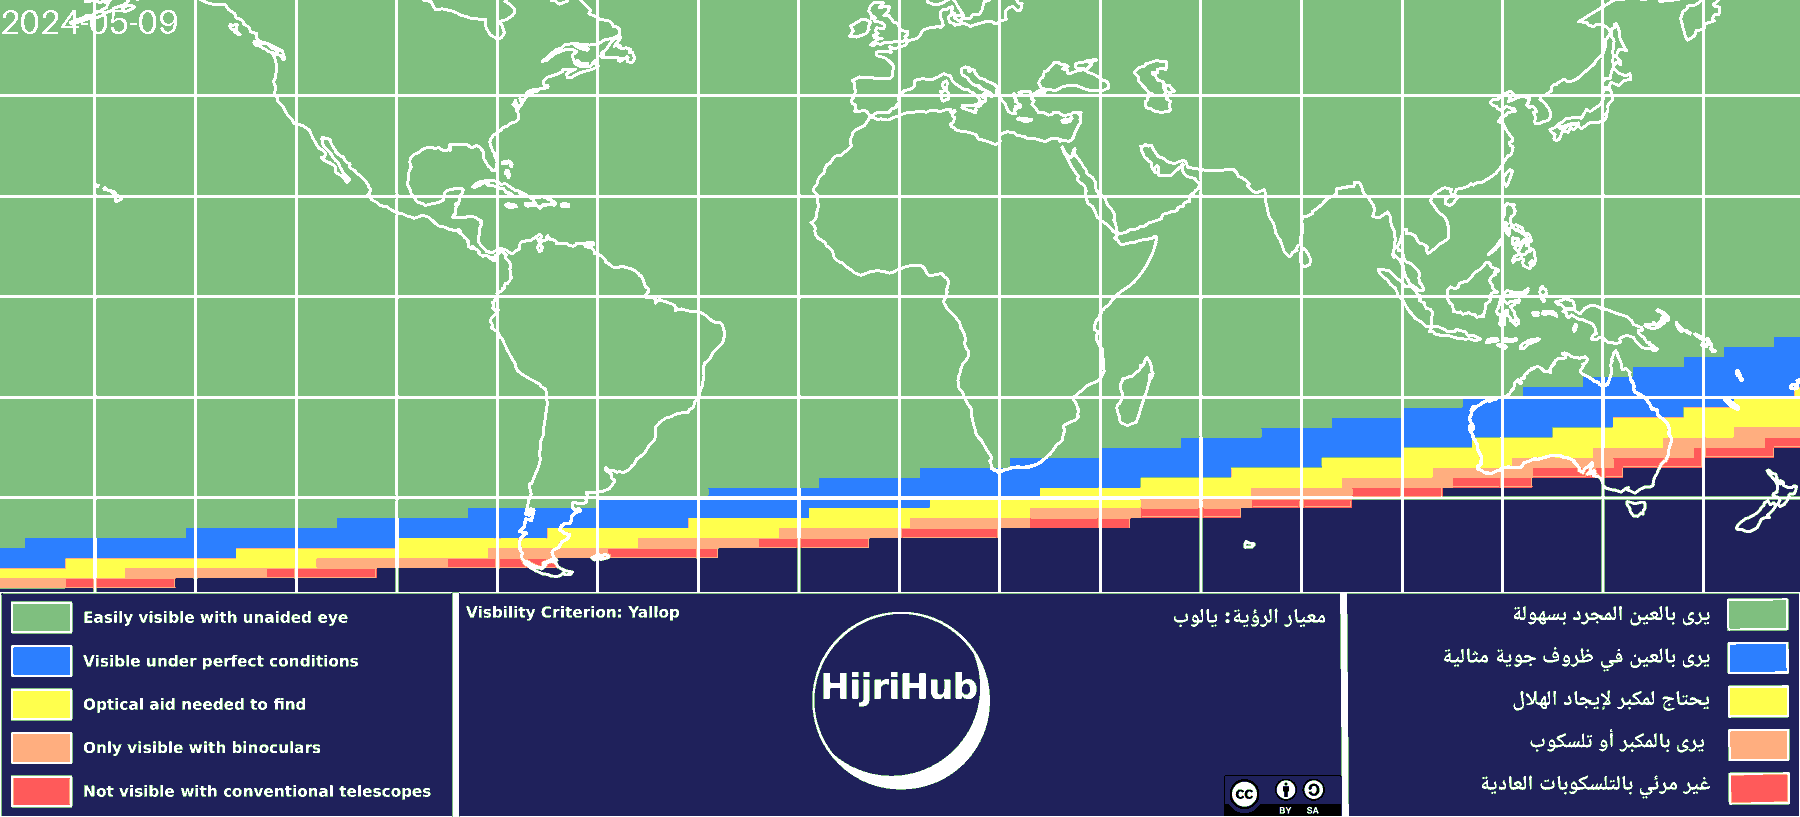 2024-05-09
Easily visible with unaided eye
Visible under perfect conditions
Optical aid needed to find
Only visible with binoculars
Not visible with conventional telescopes
Visbility Criterion: Yallop
معيار الرؤية: يالوب
HijriHub
cc
BY SA
يرى بالعين المجرد بسهولة
يرى بالعين في ظروف جوية مثالية
يحتاج لمكبر لإيجاد الهلال
يرى بالمكبر أو تلسكوب
غير مرئي بالتلسكوبات العادية